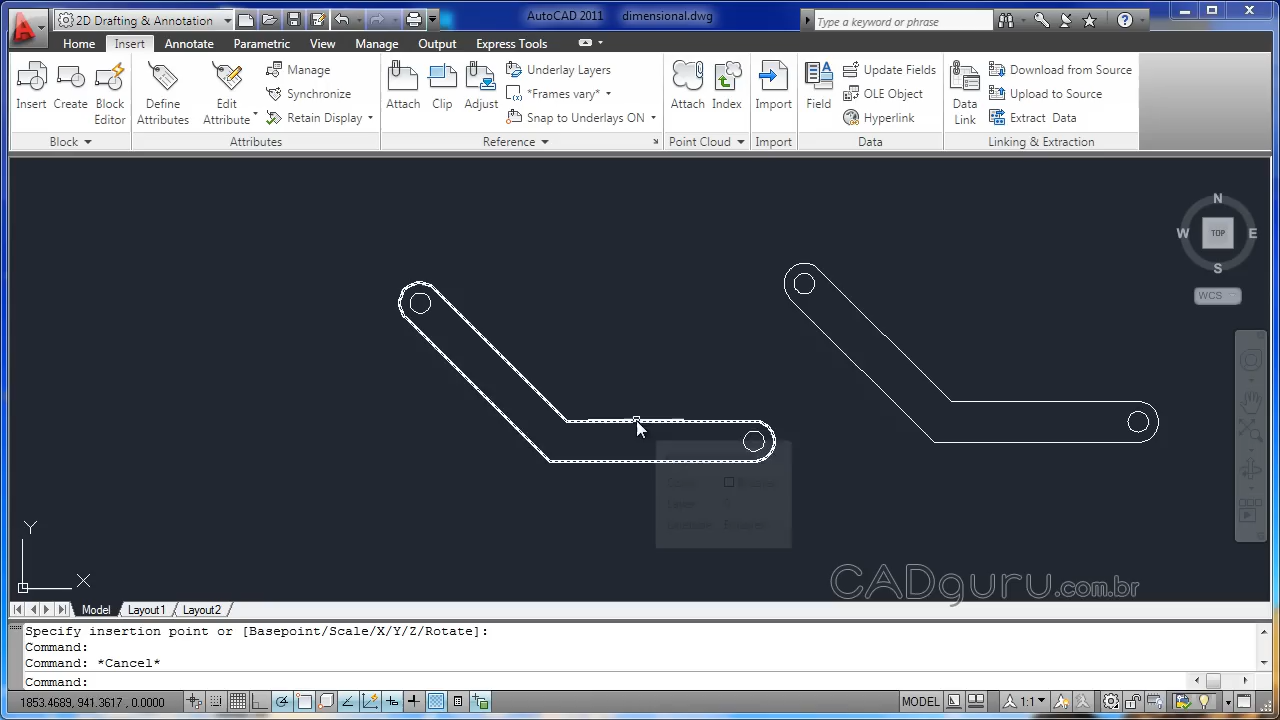 2D Drafting & Annotation
AutoCAD 2011 dimensional.dwg
Type a keyword or phrase
Home Insert Annotate Parametric View Manage Output Express Tools
Insert Create Block Editor
Define Attributes Edit Attribute
Manage
Synchronize
Retain Display
Attach Clip Adjust
Underlay Layers
*Frames vary*
Snap to Underlays ON
Attach Index Import Field
Update Fields
OLE Object
Hyperlink
Data Link
Download from Source
Upload to Source
Extract Data
Block Attributes Reference Point Cloud Import Data Linking & Extraction
N
W TOP E
S
WCS
Y
X
CADguru.com.br
Model Layout1 Layout2
Specify insertion point or [Basepoint/Scale/X/Y/Z/Rotate]:
Command:
Command: *Cancel*
Command:
1853.4689, 941.3617 , 0.0000 MODEL 1:1